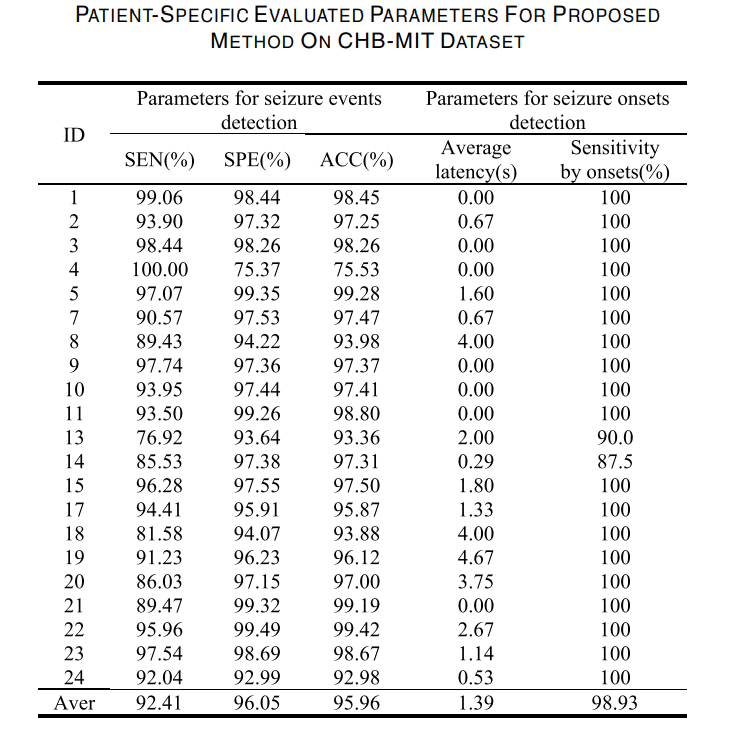 PATIENT-SPECIFIC EVALUATED PARAMETERS FOR PROPOSED
METHOD ON CHB-MIT DATASET
ID Parameters for seizure events detection Parameters for seizure onsets detection
SEN(%) SPE(%) ACC(%) Average latency(s) Sensitivity by onsets(%)
1 99.06 98.44 98.45 0.00 100
2 93.90 97.32 97.25 0.67 100
3 98.44 98.26 98.26 0.00 100
4 100.00 75.37 75.53 0.00 100
5 97.07 99.35 99.28 1.60 100
7 90.57 97.53 97.47 0.67 100
8 89.43 94.22 93.98 4.00 100
9 97.74 97.36 97.37 0.00 100
10 93.95 97.44 97.41 0.00 100
11 93.50 99.26 98.80 0.00 100
13 76.92 93.64 93.36 2.00 90.0
14 85.53 97.38 97.31 0.29 87.5
15 96.28 97.55 97.50 1.80 100
17 94.41 95.91 95.87 1.33 100
18 81.58 94.07 93.88 4.00 100
19 91.23 96.23 96.12 4.67 100
20 86.03 97.15 97.00 3.75 100
21 89.47 99.32 99.19 0.00 100
22 95.96 99.49 99.42 2.67 100
23 97.54 98.69 98.67 1.14 100
24 92.04 92.99 92.98 0.53 100
Aver 92.41 96.05 95.96 1.39 98.93